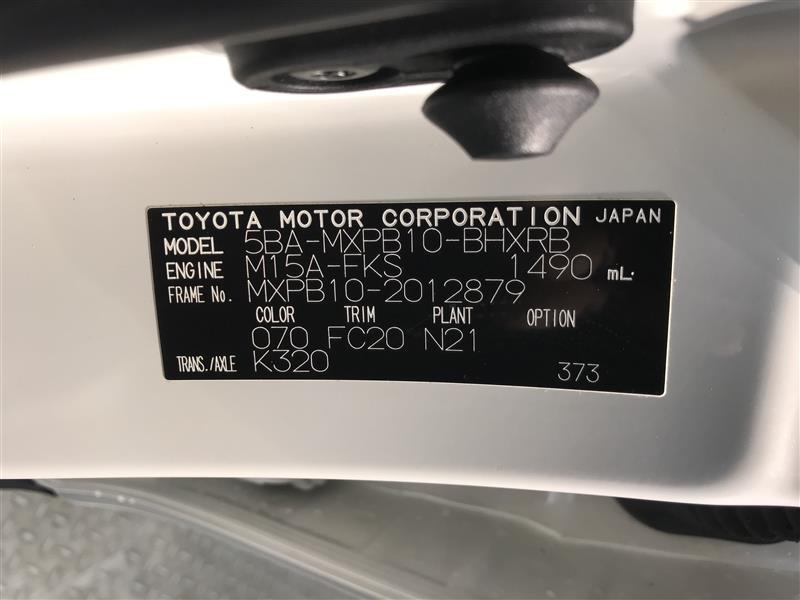 TOYOTA MOTOR CORPORATION JAPAN
MODEL 5BA-MXPB10-BHXRB
ENGINE M15A-FKS 1490 mL.
FRAME No. MXPB10-2012879
COLOR TRIM PLANT OPTION
070 FC20 N21
TRANS./AXLE K320 373